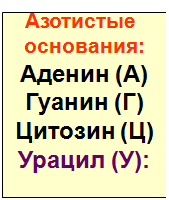 Азотистые
основания:
Аденин (А)
Гуанин (Г)
Цитозин (Ц)
Урацил (У):